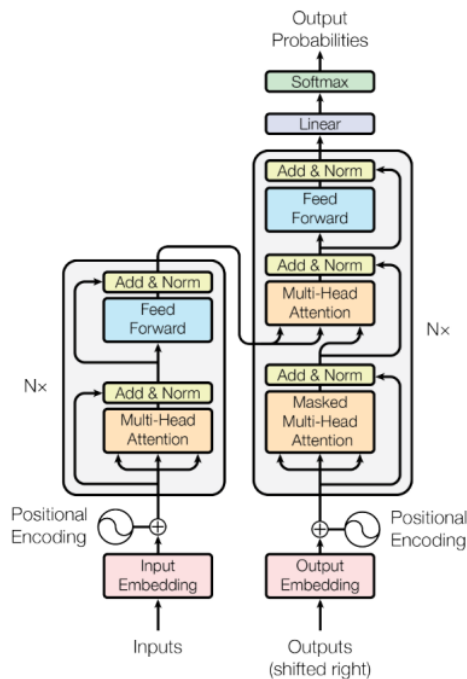 Output
Probabilities
Softmax
Linear
Add & Norm
Feed
Forward
Add & Norm
Multi-Head
Attention
Nx
Add & Norm
Masked
Multi-Head
Attention
Add & Norm
Feed
Forward
Nx
Add & Norm
Multi-Head
Attention
Positional
Encoding
Positional
Encoding
Input
Embedding
Output
Embedding
Inputs
Outputs
(shifted right)